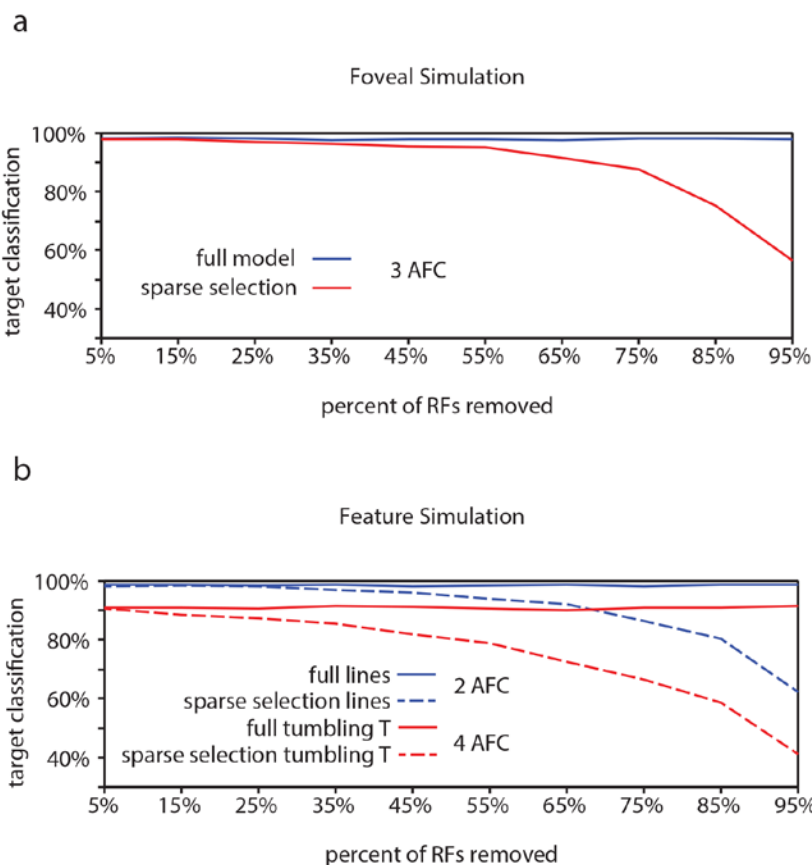 a
Foveal Simulation
target classification
100%
80%
60%
40%
full model
sparse selection
3 AFC
5% 15% 25% 35% 45% 55% 65% 75% 85% 95%
percent of RFs removed
b
Feature Simulation
target classification
100%
80%
60%
40%
full lines
sparse selection lines
2 AFC
full tumbling T
sparse selection tumbling T
4 AFC
5% 15% 25% 35% 45% 55% 65% 75% 85% 95%
percent of RFs removed